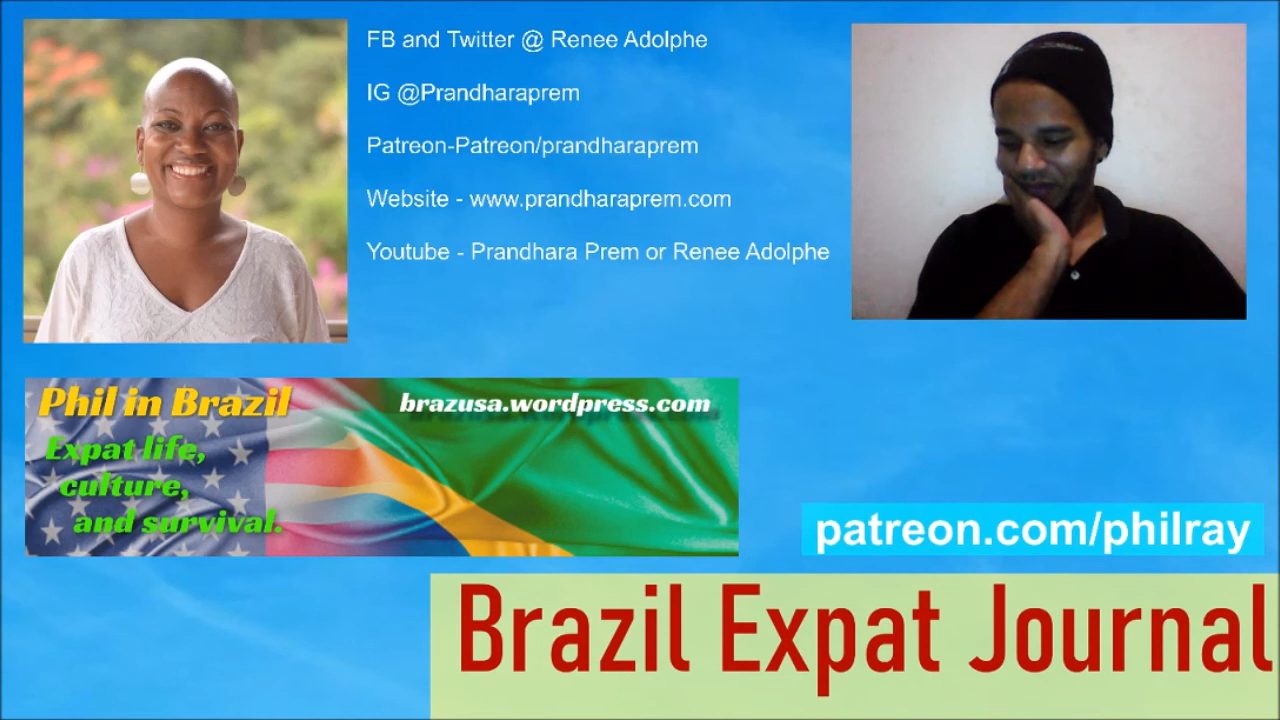 FB and Twitter @ Renee Adolphe
IG @Prandharaprem
Patreon-Patreon/prandharaprem
Website - www.prandharaprem.com
Youtube - Prandhara Prem or Renee Adolphe
Phil in Brazil
brazusa.wordpress.com
Expat life,
culture,
and survival.
patreon.com/philray
Brazil Expat Journal